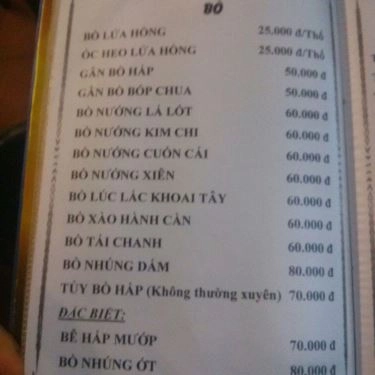 BÒ
BÒ LỬA HỒNG 25.000 đ/Thố
ÓC HEO LỬA HỒNG 25.000 đ/Thố
GÂN BÒ HẤP 50.000 đ
GÂN BÒ BÓP CHUA 50.000 đ
BÒ NƯỚNG LÁ LỐT 60.000 đ
BÒ NƯỚNG KIM CHI 60.000 đ
BÒ NƯỚNG CUỐN CẢI 60.000 đ
BÒ NƯỚNG XIÊN 60.000 đ
BÒ LÚC LẮC KHOAI TÂY 60.000 đ
BÒ XÀO HÀNH CẦN 60.000 đ
BÒ TÁI CHANH 60.000 đ
BÒ NHÚNG DẤM 80.000 đ
TỦY BÒ HẤP (Không thường xuyên) 70.000 đ
ĐẶC BIỆT:
BÊ HẤP MƯỚP 70.000 đ
BÒ NHÚNG ỚT 80.000 đ